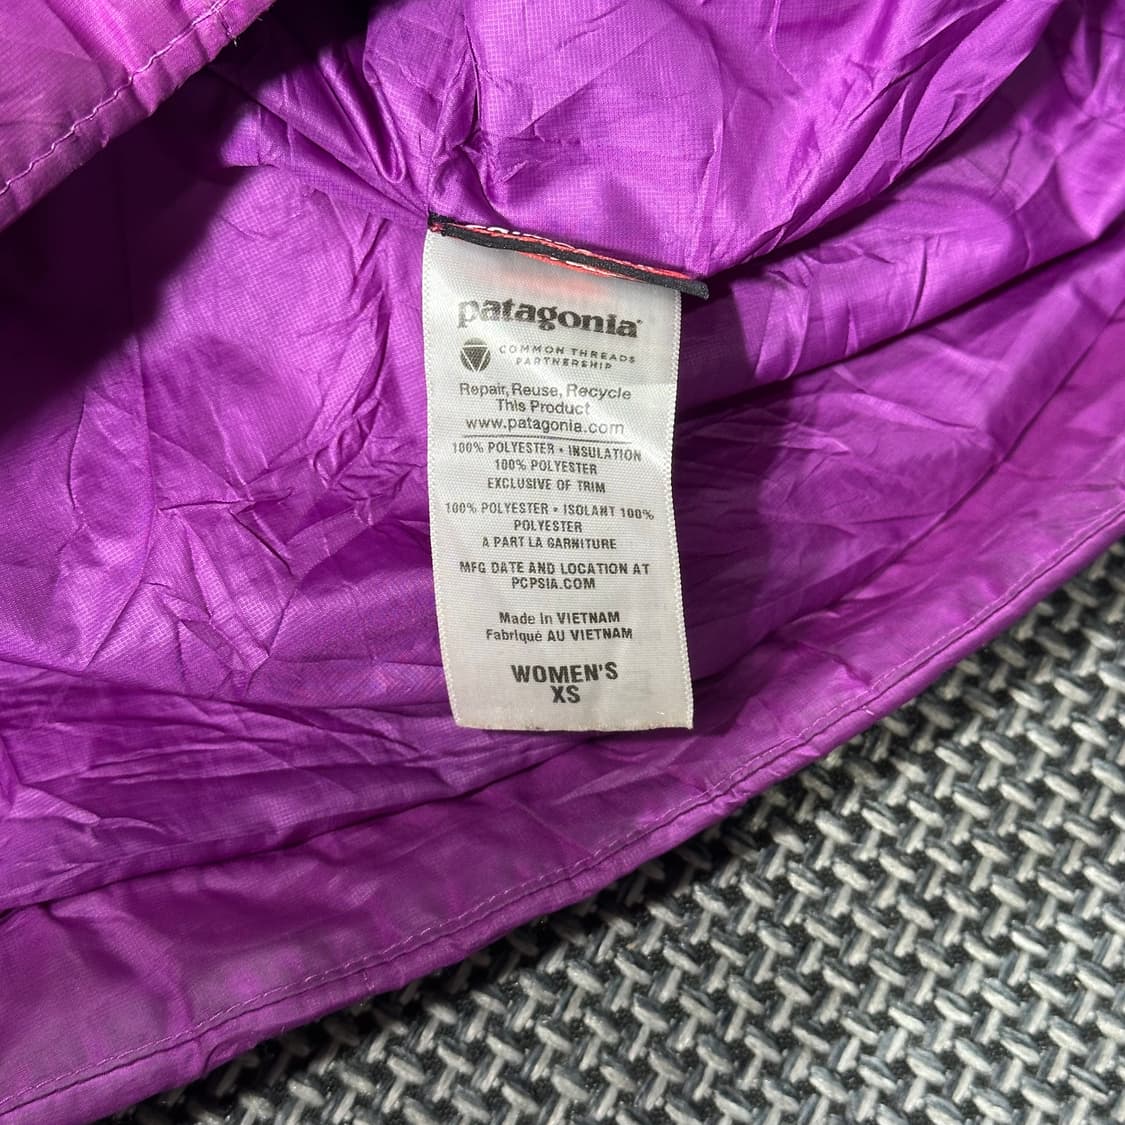 patagonia®
COMMON THREADS
PARTNERSHIP
Repair, Reuse, Recycle
This Product
www.patagonia.com
100% POLYESTER • INSULATION
100% POLYESTER
EXCLUSIVE OF TRIM
100% POLYESTER • ISOLANT 100%
POLYESTER
A PART LA GARNITURE
MFG DATE AND LOCATION AT
PCPSIA.COM
Made in VIETNAM
Fabriqué AU VIETNAM
WOMEN'S
XS